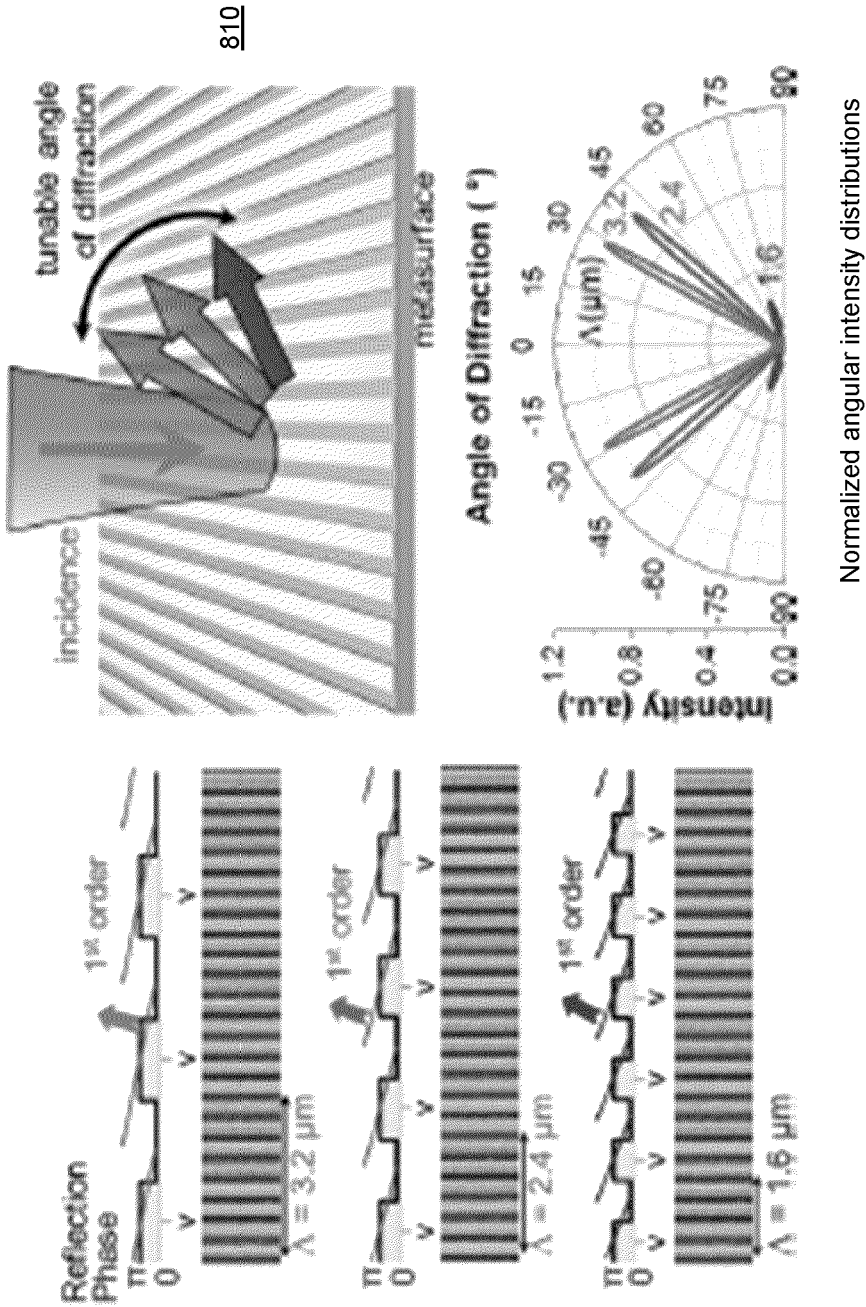 810
Reflection
Phase
π
0
1st order
V
V
V
Λ = 3.2 µm
π
0
1st order
V
V
V
V
Λ = 2.4 µm
π
0
1st order
V
V
V
V
V
V
Λ = 1.6 µm
incidence
tunable angle
of diffraction
metasurface
Angle of Diffraction ( °)
-90
-75
-60
-45
-30
-15
0
15
30
45
60
75
90
Λ(µm)
3.2
2.4
1.6
Intensity (a.u.)
1.2
0.8
0.4
0.0
Normalized angular intensity distributions